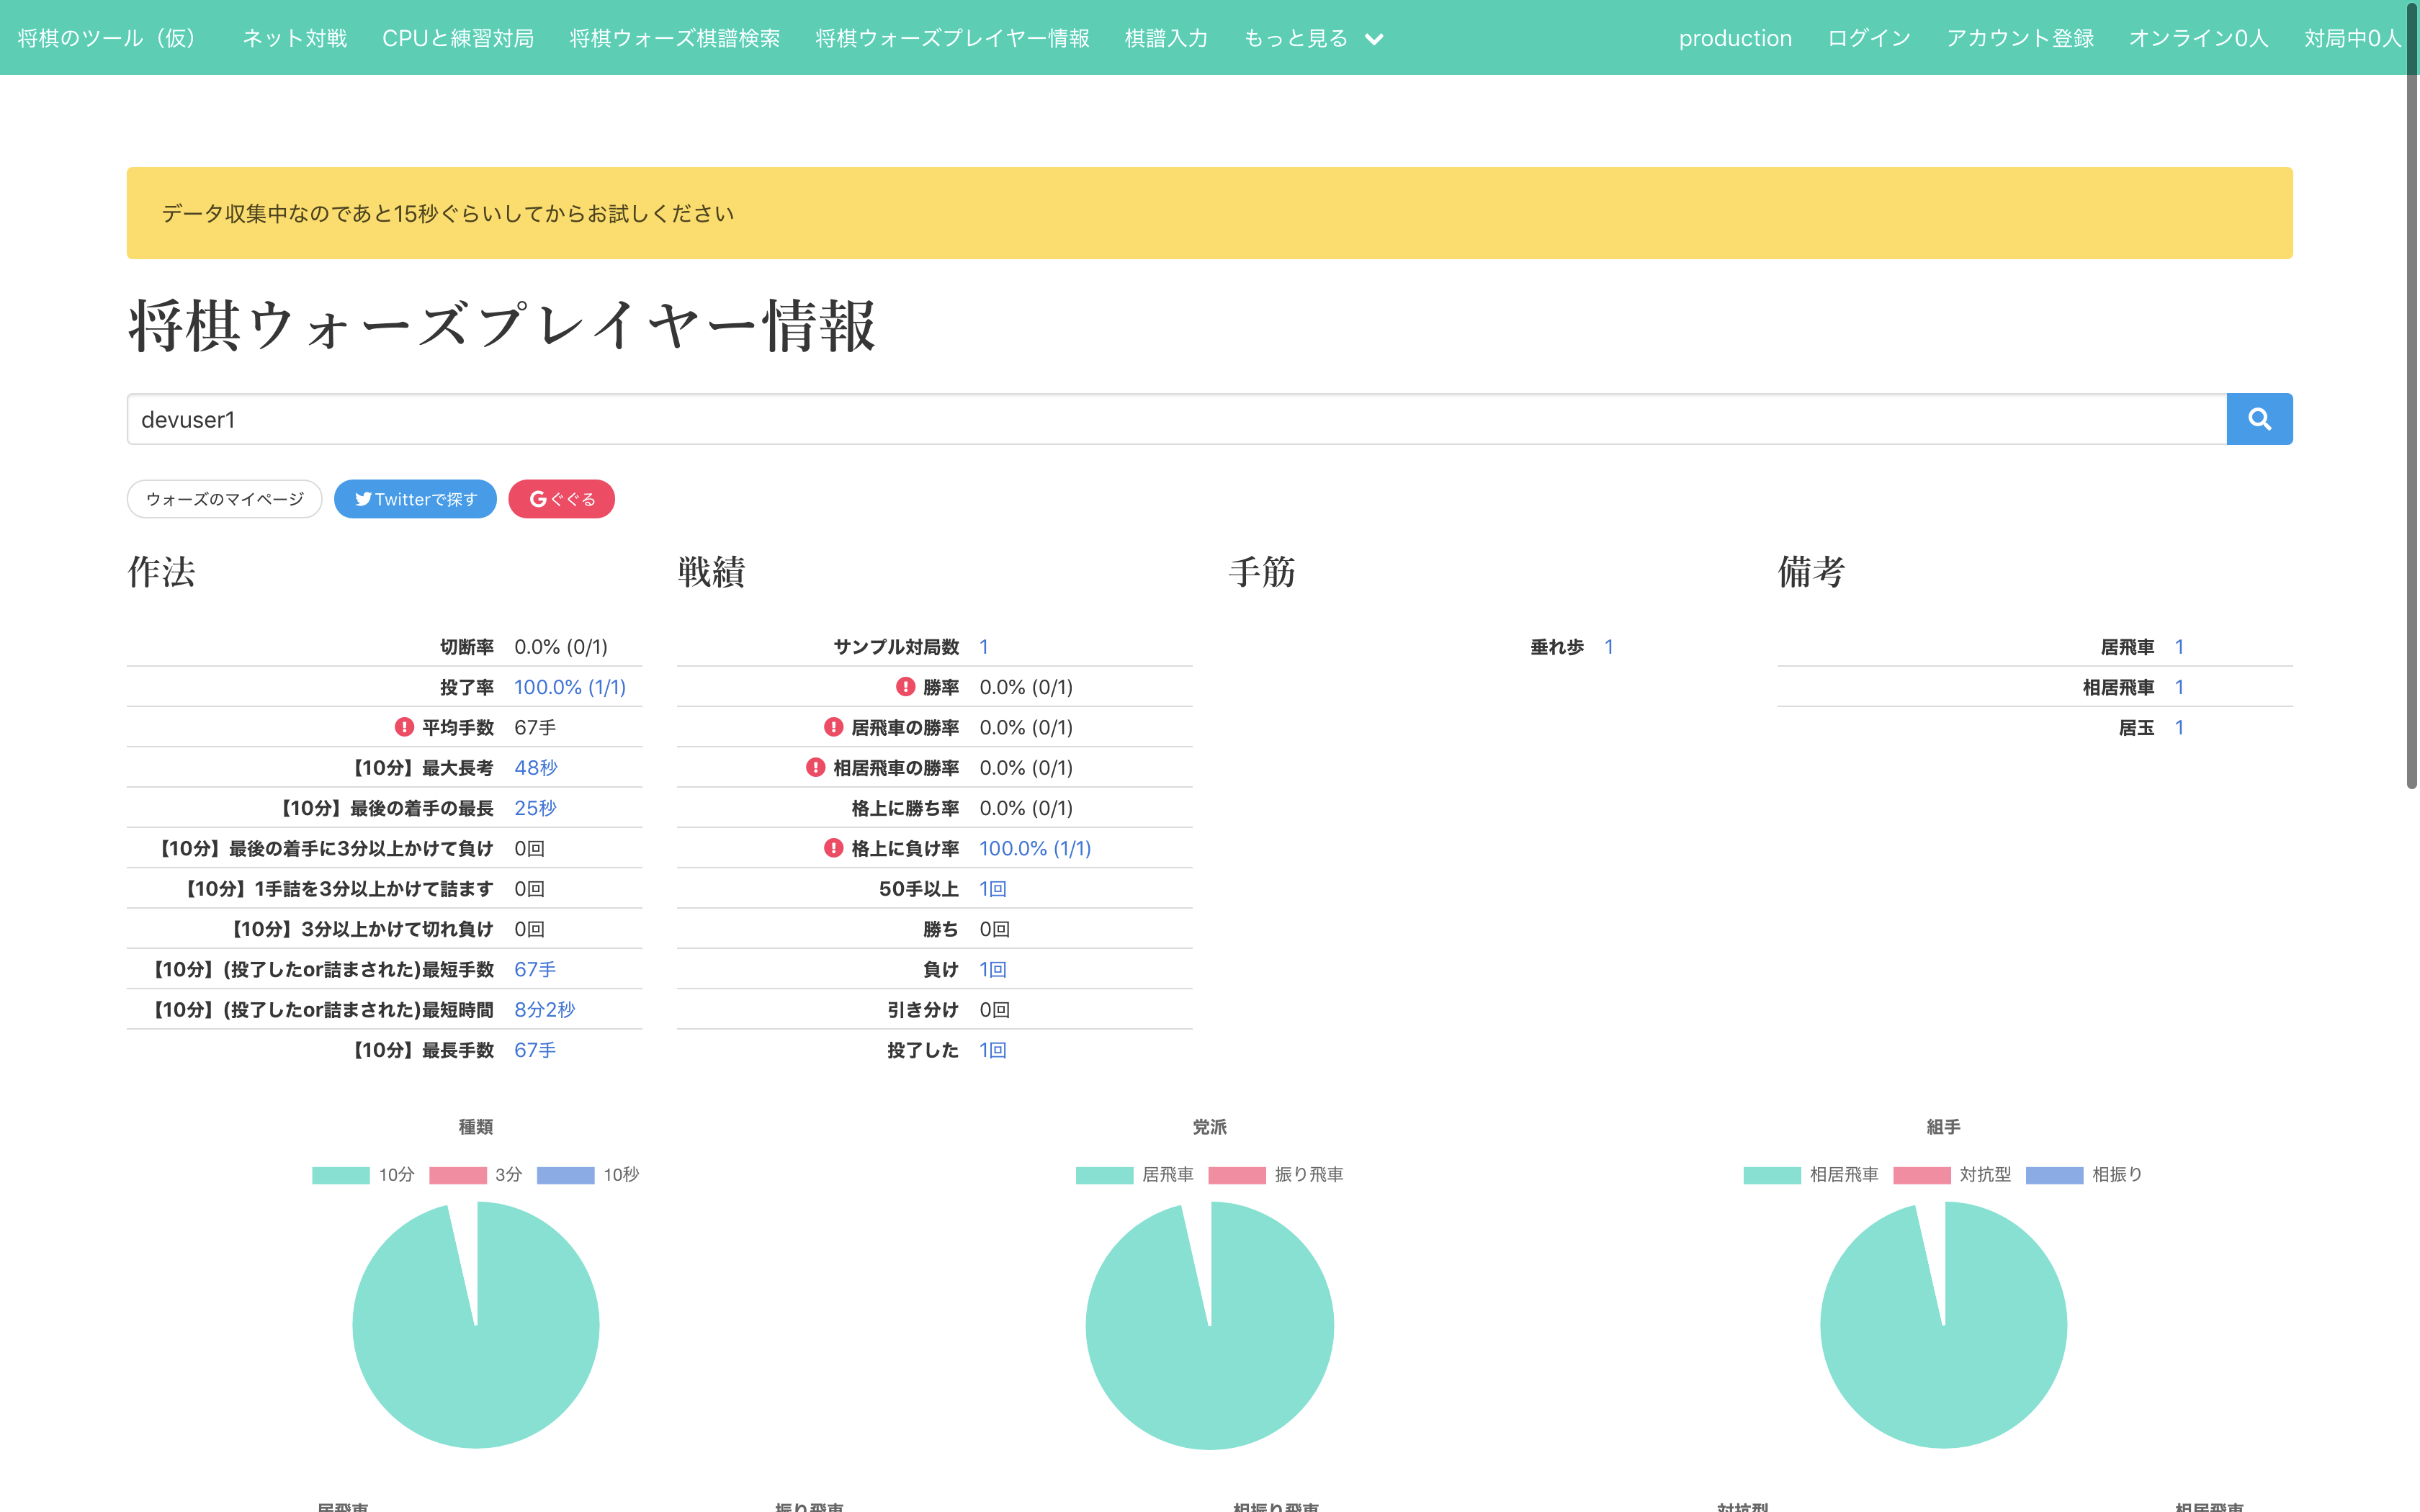 将棋のツール（仮） ネット対戦 CPUと練習対局 将棋ウォーズ棋譜検索 将棋ウォーズプレイヤー情報 棋譜入力 もっと見る production ログイン アカウント登録 オンライン0人 対局中0人
データ収集中なのであと15秒ぐらいしてからお試しください
将棋ウォーズプレイヤー情報
devuser1
ウォーズのマイページ Twitterで探す ぐぐる
作法
切断率 0.0% (0/1)
投了率 100.0% (1/1)
平均手数 67手
【10分】最大長考 48秒
【10分】最後の着手の最長 25秒
【10分】最後の着手に3分以上かけて負け 0回
【10分】1手詰を3分以上かけて詰ます 0回
【10分】3分以上かけて切れ負け 0回
【10分】(投了したor詰まされた)最短手数 67手
【10分】(投了したor詰まされた)最短時間 8分2秒
【10分】最長手数 67手
戦績
サンプル対局数 1
勝率 0.0% (0/1)
居飛車の勝率 0.0% (0/1)
相居飛車の勝率 0.0% (0/1)
格上に勝ち率 0.0% (0/1)
格上に負け率 100.0% (1/1)
50手以上 1回
勝ち 0回
負け 1回
引き分け 0回
投了した 1回
手筋
垂れ歩 1
備考
居飛車 1
相居飛車 1
居玉 1
種類
10分 3分 10秒
党派
居飛車 振り飛車
組手
相居飛車 対抗型 相振り
居飛車 振り飛車 相振り飛車 対抗型 相居飛車